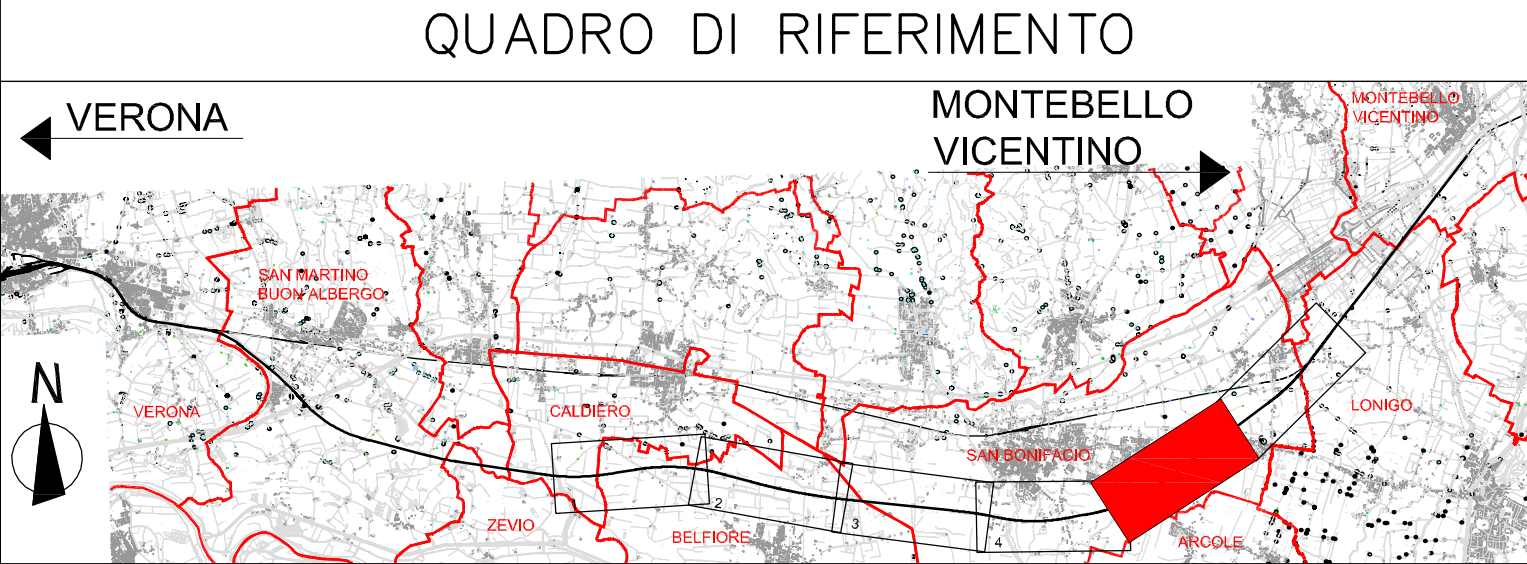 QUADRO DI RIFERIMENTO
VERONA
MONTEBELLO
VICENTINO
MONTEBELLO
VICENTINO
SAN MARTINO
BUON ALBERGO
N
VERONA
CALDIERO
LONIGO
SAN BONIFACIO
1
2
3
4
ZEVIO
BELFIORE
ARCOLE